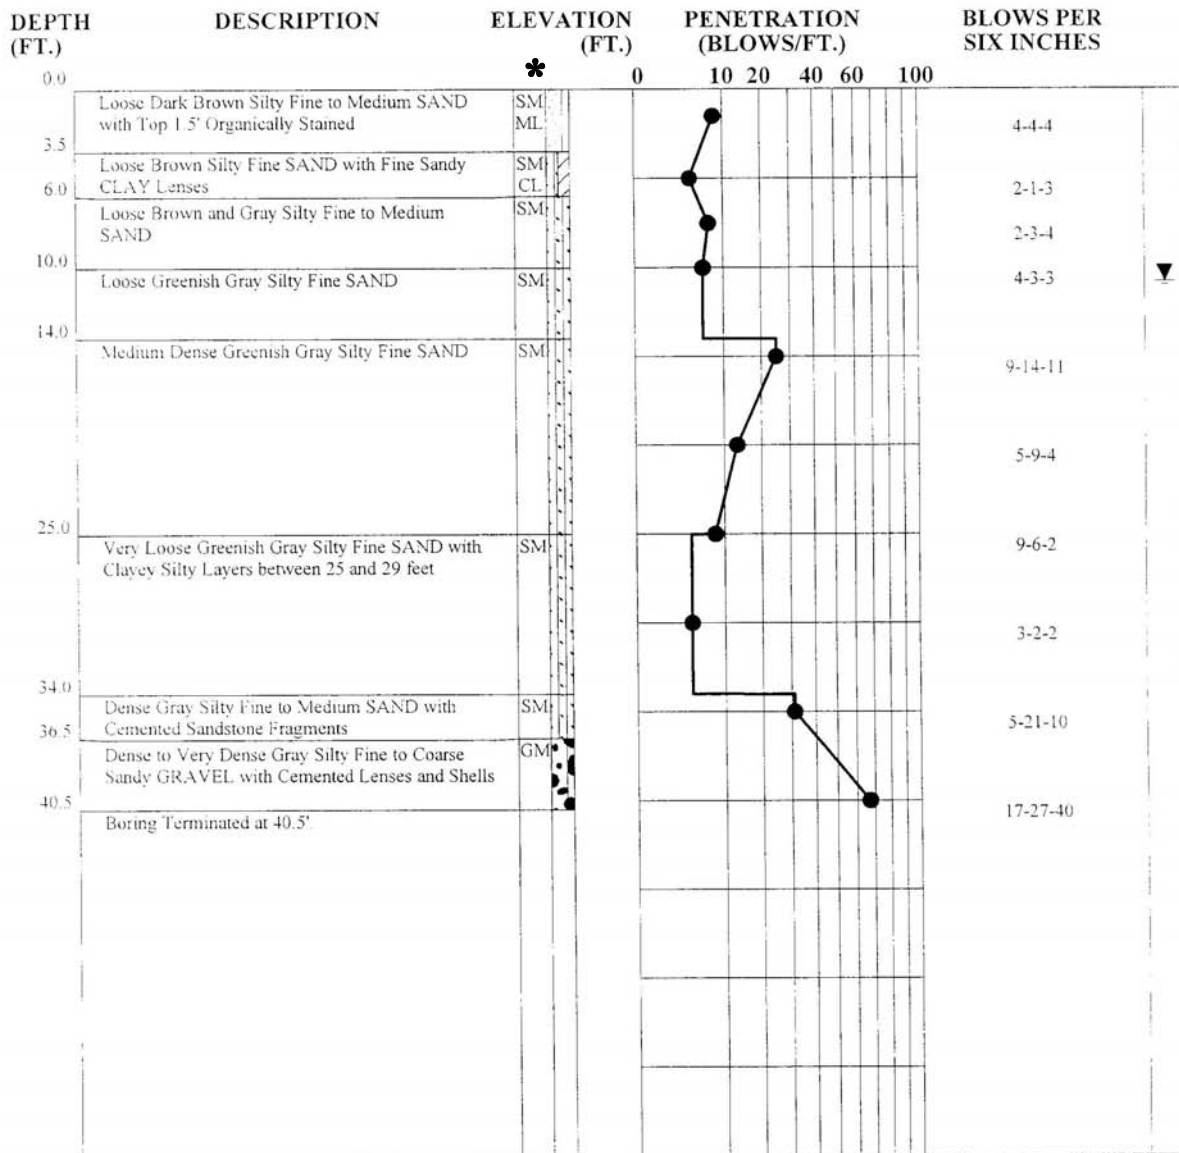 DEPTH DESCRIPTION ELEVATION PENETRATION BLOWS PER
(FT.) (FT.) (BLOWS/FT.) SIX INCHES
0.0 * 0 10 20 40 60 100
Loose Dark Brown Silty Fine to Medium SAND SM
with Top 1.5' Organically Stained ML 4-4-4
3.5
Loose Brown Silty Fine SAND with Fine Sandy SM
6.0 CLAY Lenses CL 2-1-3
Loose Brown and Gray Silty Fine to Medium SM
SAND 2-3-4
10.0
Loose Greenish Gray Silty Fine SAND SM 4-3-3
14.0
Medium Dense Greenish Gray Silty Fine SAND SM 9-14-11
5-9-4
25.0
Very Loose Greenish Gray Silty Fine SAND with SM 9-6-2
Clayey Silty Layers between 25 and 29 feet
3-2-2
34.0
Dense Gray Silty Fine to Medium SAND with SM
36.5 Cemented Sandstone Fragments 5-21-10
Dense to Very Dense Gray Silty Fine to Coarse GM
Sandy GRAVEL with Cemented Lenses and Shells
40.5 17-27-40
Boring Terminated at 40.5'